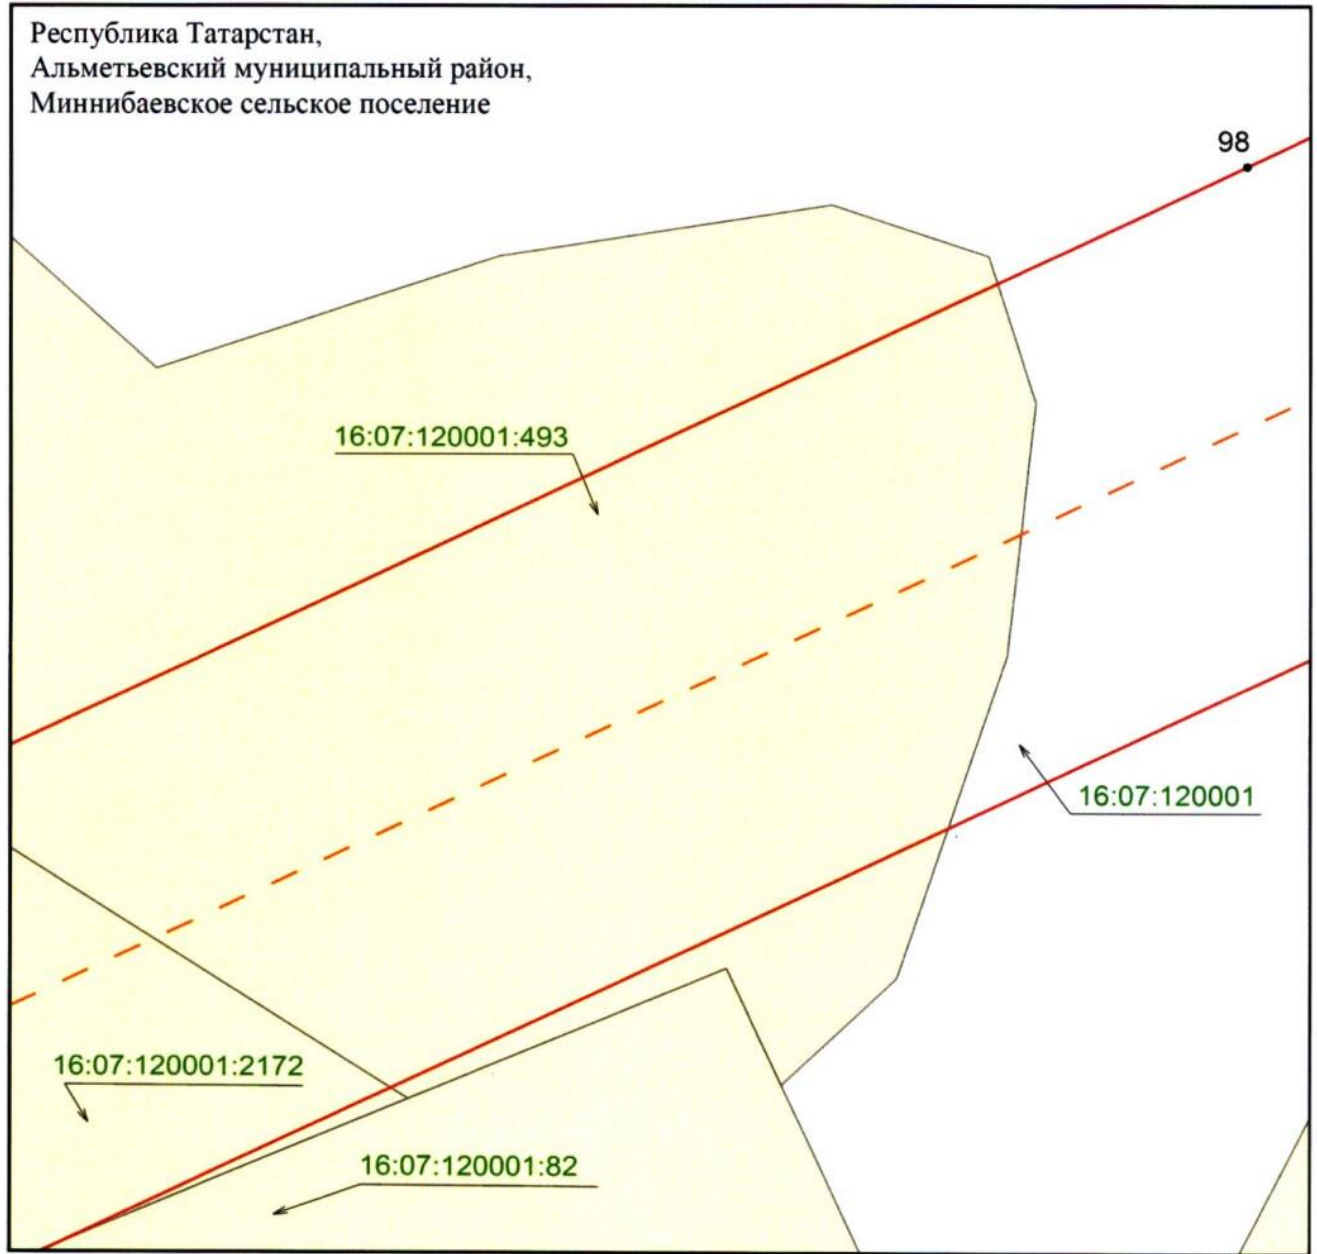 Республика Татарстан,
Альметьевский муниципальный район,
Миннибаевское сельское поселение
98
16:07:120001:493
16:07:120001
16:07:120001:2172
16:07:120001:82